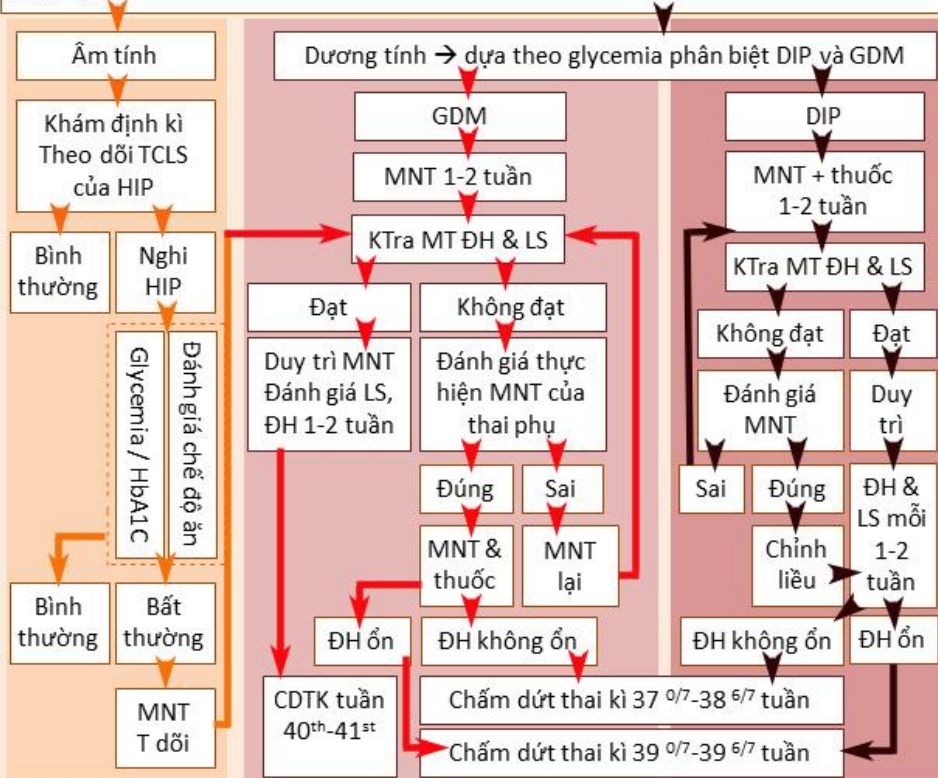 Âm tính
Khám định kì
Theo dõi TCLS
của HIP
Bình
thường
Nghi
HIP
Glycemia / HbA1C
Đánh giá chế độ ăn
Bình
thường
Bất
thường
MNT
T dõi
Dương tính → dựa theo glycemia phân biệt DIP và GDM
GDM
MNT 1-2 tuần
KTra MT ĐH & LS
Đạt
Không đạt
Duy trì MNT
Đánh giá LS,
ĐH 1-2 tuần
Đánh giá thực
hiện MNT của
thai phụ
Đúng
Sai
MNT &
thuốc
MNT
lại
ĐH ổn
ĐH không ổn
CDTK tuần
40th-41st
Chấm dứt thai kì 37 0/7-38 6/7 tuần
Chấm dứt thai kì 39 0/7-39 6/7 tuần
DIP
MNT + thuốc
1-2 tuần
KTra MT ĐH & LS
Không đạt
Đạt
Đánh giá
MNT
Duy
trì
Sai
Đúng
ĐH &
LS mỗi
1-2
tuần
Chỉnh
liều
ĐH không ổn
ĐH ổn